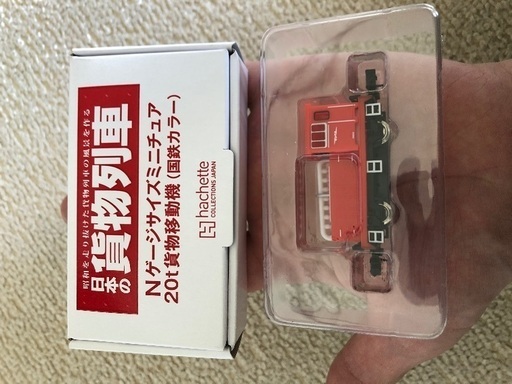 昭和を走り抜けた貨物列車の風景を作る
日本の貨物列車
Nゲージサイズミニチュア
20t貨物移動機（国鉄カラー）
hachette
COLLECTIONS JAPAN